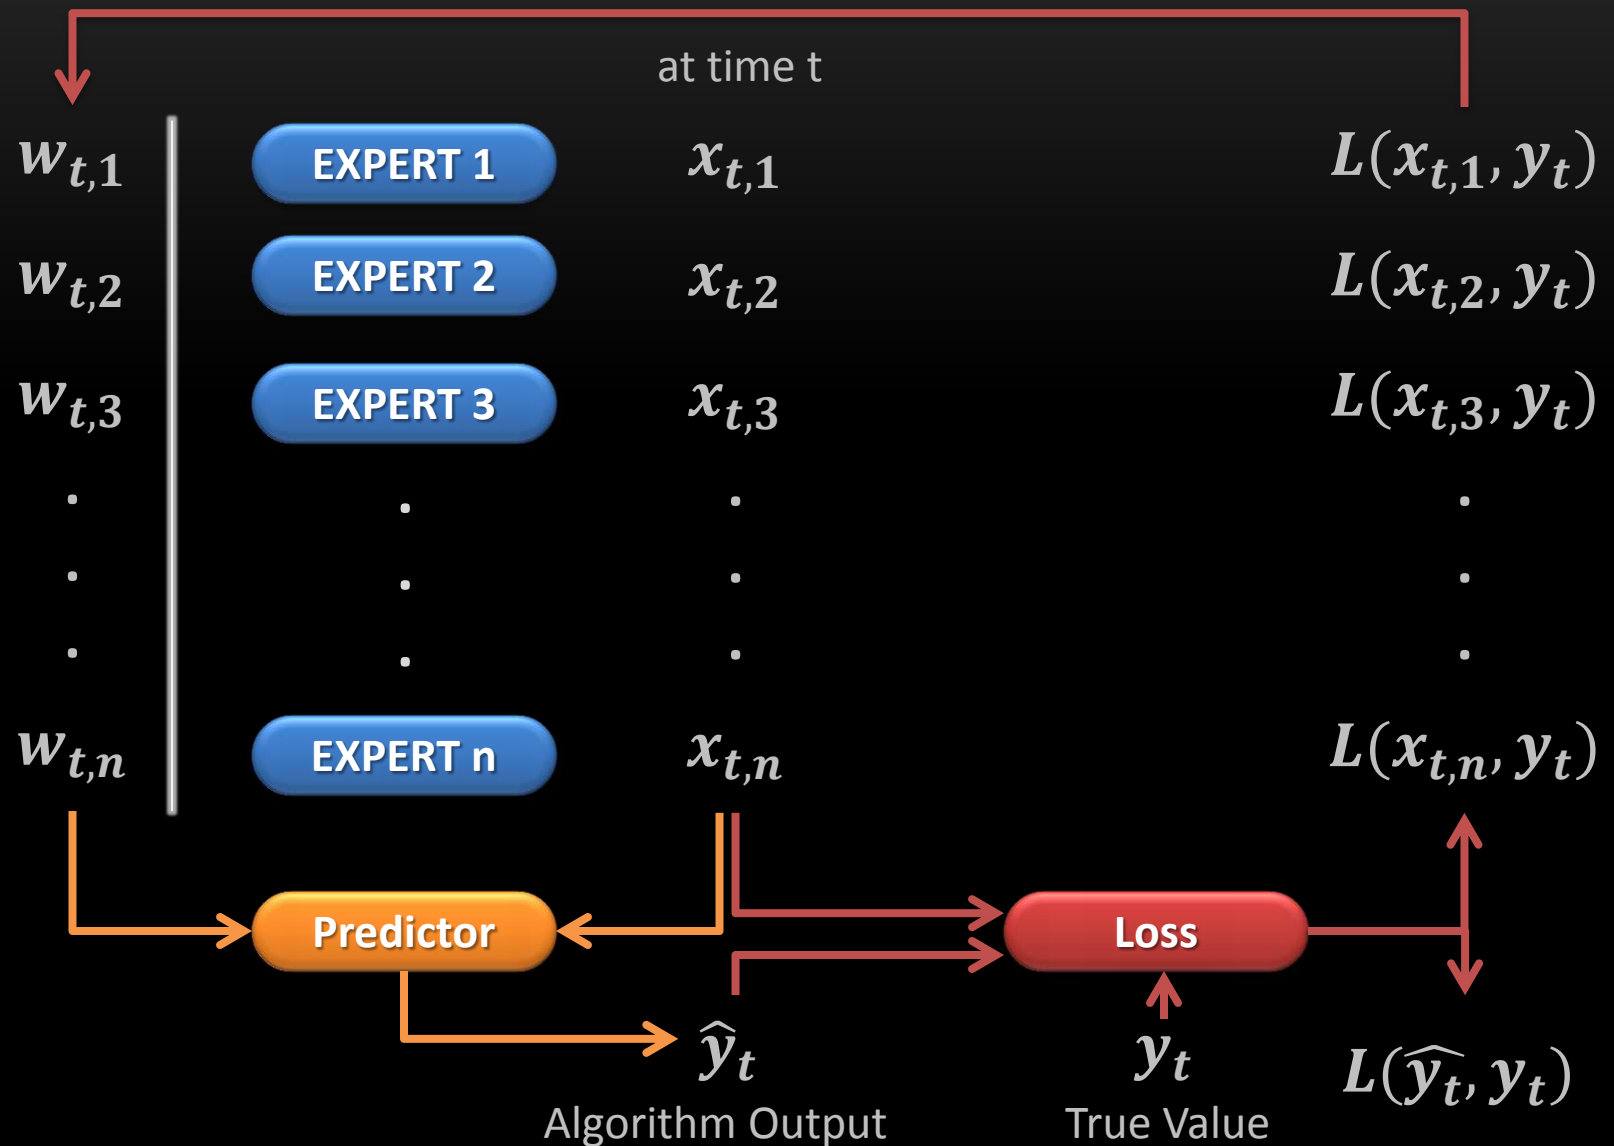 at time t
w_{t,1} EXPERT 1 x_{t,1} L(x_{t,1}, y_t)
w_{t,2} EXPERT 2 x_{t,2} L(x_{t,2}, y_t)
w_{t,3} EXPERT 3 x_{t,3} L(x_{t,3}, y_t)
. . . .
. . . .
. . . .
w_{t,n} EXPERT n x_{t,n} L(x_{t,n}, y_t)
Predictor Loss
ŷ_t y_t L(ŷ_t, y_t)
Algorithm Output True Value